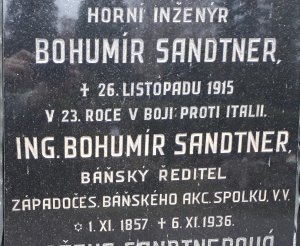 HORNÍ INŽENÝR
BOHUMÍR SANDTNER,
✝ 26. LISTOPADU 1915
V 23. ROCE V BOJI PROTI ITALII.
ING. BOHUMÍR SANDTNER,
BÁŇSKÝ ŘEDITEL
ZÁPADOČES. BÁŇSKÉHO AKC. SPOLKU, V.V.
✩ 1. XI. 1857 ✝ 6. XI. 1936.
SANDTNEROVÁ